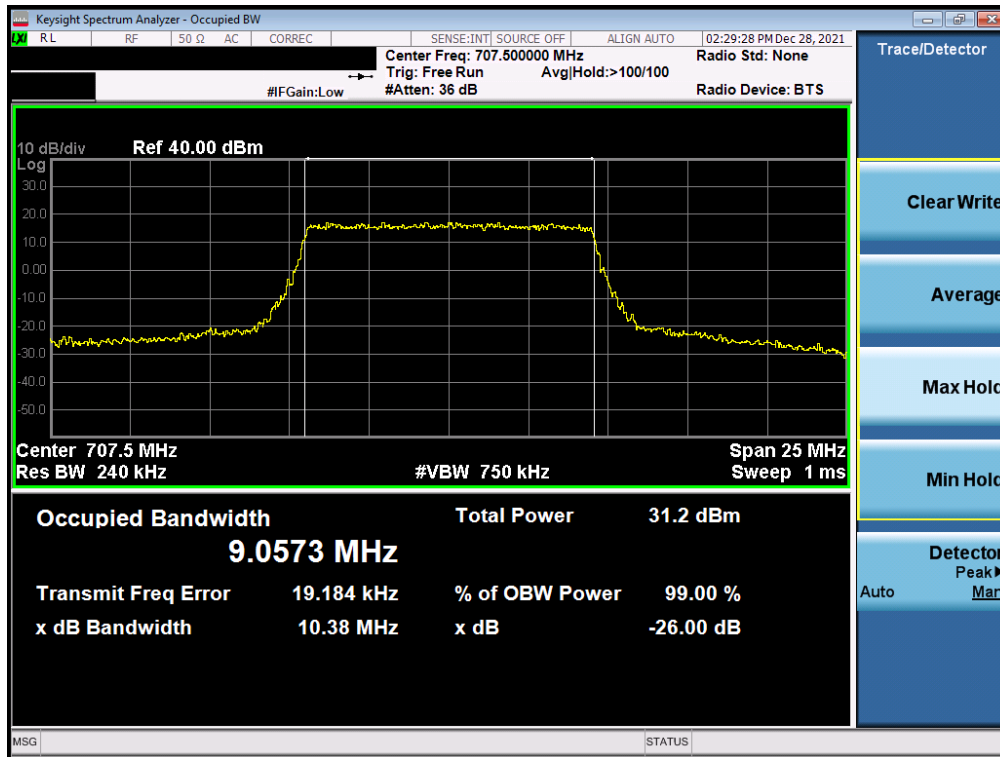 Keysight Spectrum Analyzer - Occupied BW
LXI RL RF 50 Ω AC CORREC SENSE:INT SOURCE OFF ALIGN AUTO 02:29:28 PM Dec 28, 2021
Center Freq: 707.500000 MHz Radio Std: None
Trig: Free Run Avg|Hold:>100/100
#IFGain:Low #Atten: 36 dB Radio Device: BTS
10 dB/div Ref 40.00 dBm
Log
30.0
20.0
10.0
0.00
-10.0
-20.0
-30.0
-40.0
-50.0
Center 707.5 MHz Span 25 MHz
Res BW 240 kHz #VBW 750 kHz Sweep 1 ms
Occupied Bandwidth Total Power 31.2 dBm
9.0573 MHz
Transmit Freq Error 19.184 kHz % of OBW Power 99.00 %
x dB Bandwidth 10.38 MHz x dB -26.00 dB
MSG STATUS
Trace/Detector
Clear Write
Average
Max Hold
Min Hold
Detector
Peak▶
Auto Man